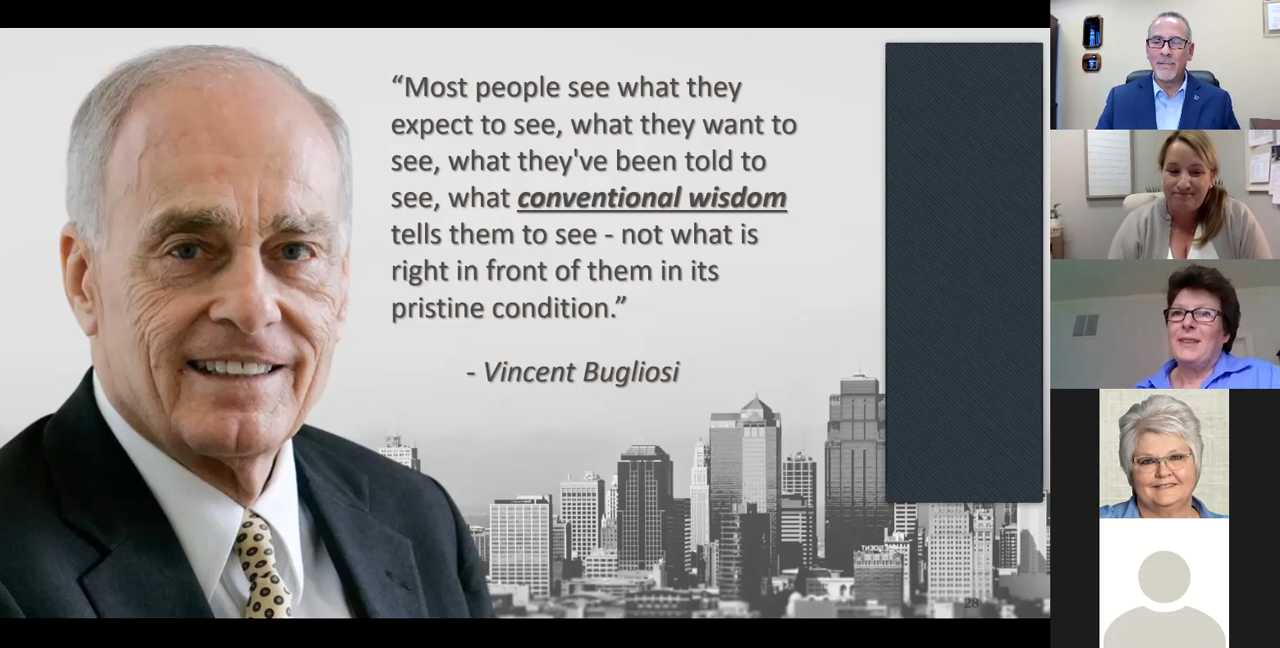 “Most people see what they
expect to see, what they want to
see, what they've been told to
see, what conventional wisdom
tells them to see - not what is
right in front of them in its
pristine condition.”
- Vincent Bugliosi
28